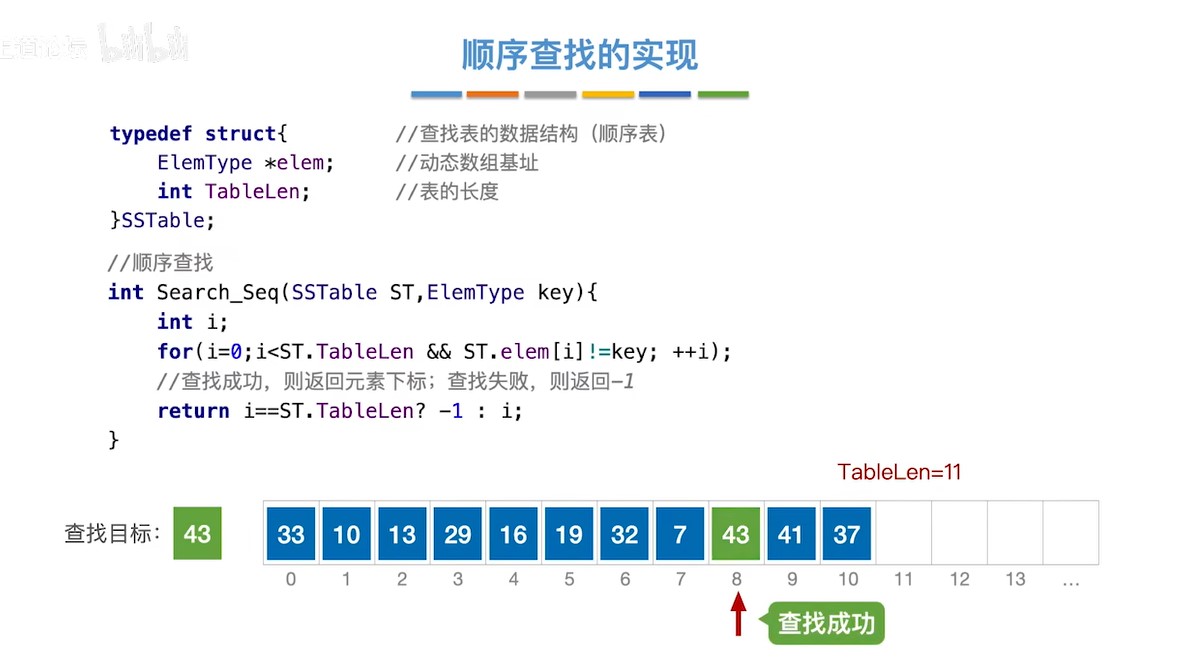 bilibili
顺序查找的实现
typedef struct{ //查找表的数据结构（顺序表）
ElemType *elem; //动态数组基址
int TableLen; //表的长度
}SSTable;
//顺序查找
int Search_Seq(SSTable ST,ElemType key){
int i;
for(i=0;i<ST.TableLen && ST.elem[i]!=key; ++i);
//查找成功，则返回元素下标；查找失败，则返回-1
return i==ST.TableLen? -1 : i;
}
TableLen=11
查找目标： 43 33 10 13 29 16 19 32 7 43 41 37
0 1 2 3 4 5 6 7 8 9 10 11 12 13 ...
查找成功